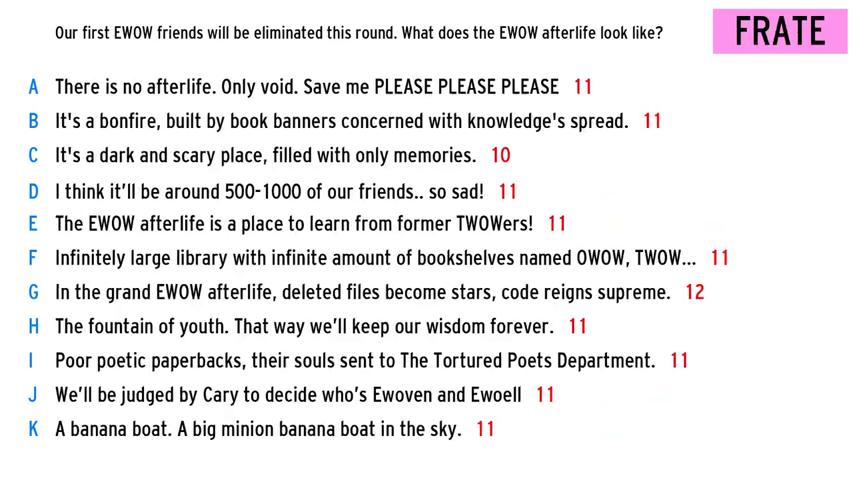 Our first EWOW friends will be eliminated this round. What does the EWOW afterlife look like?
FRATE
A There is no afterlife. Only void. Save me PLEASE PLEASE PLEASE 11
B It's a bonfire, built by book banners concerned with knowledge's spread. 11
C It's a dark and scary place, filled with only memories. 10
D I think it’ll be around 500-1000 of our friends.. so sad! 11
E The EWOW afterlife is a place to learn from former TWOWers! 11
F Infinitely large library with infinite amount of bookshelves named OWOW, TWOW... 11
G In the grand EWOW afterlife, deleted files become stars, code reigns supreme. 12
H The fountain of youth. That way we’ll keep our wisdom forever. 11
I Poor poetic paperbacks, their souls sent to The Tortured Poets Department. 11
J We’ll be judged by Cary to decide who’s Ewoven and Ewoell 11
K A banana boat. A big minion banana boat in the sky. 11